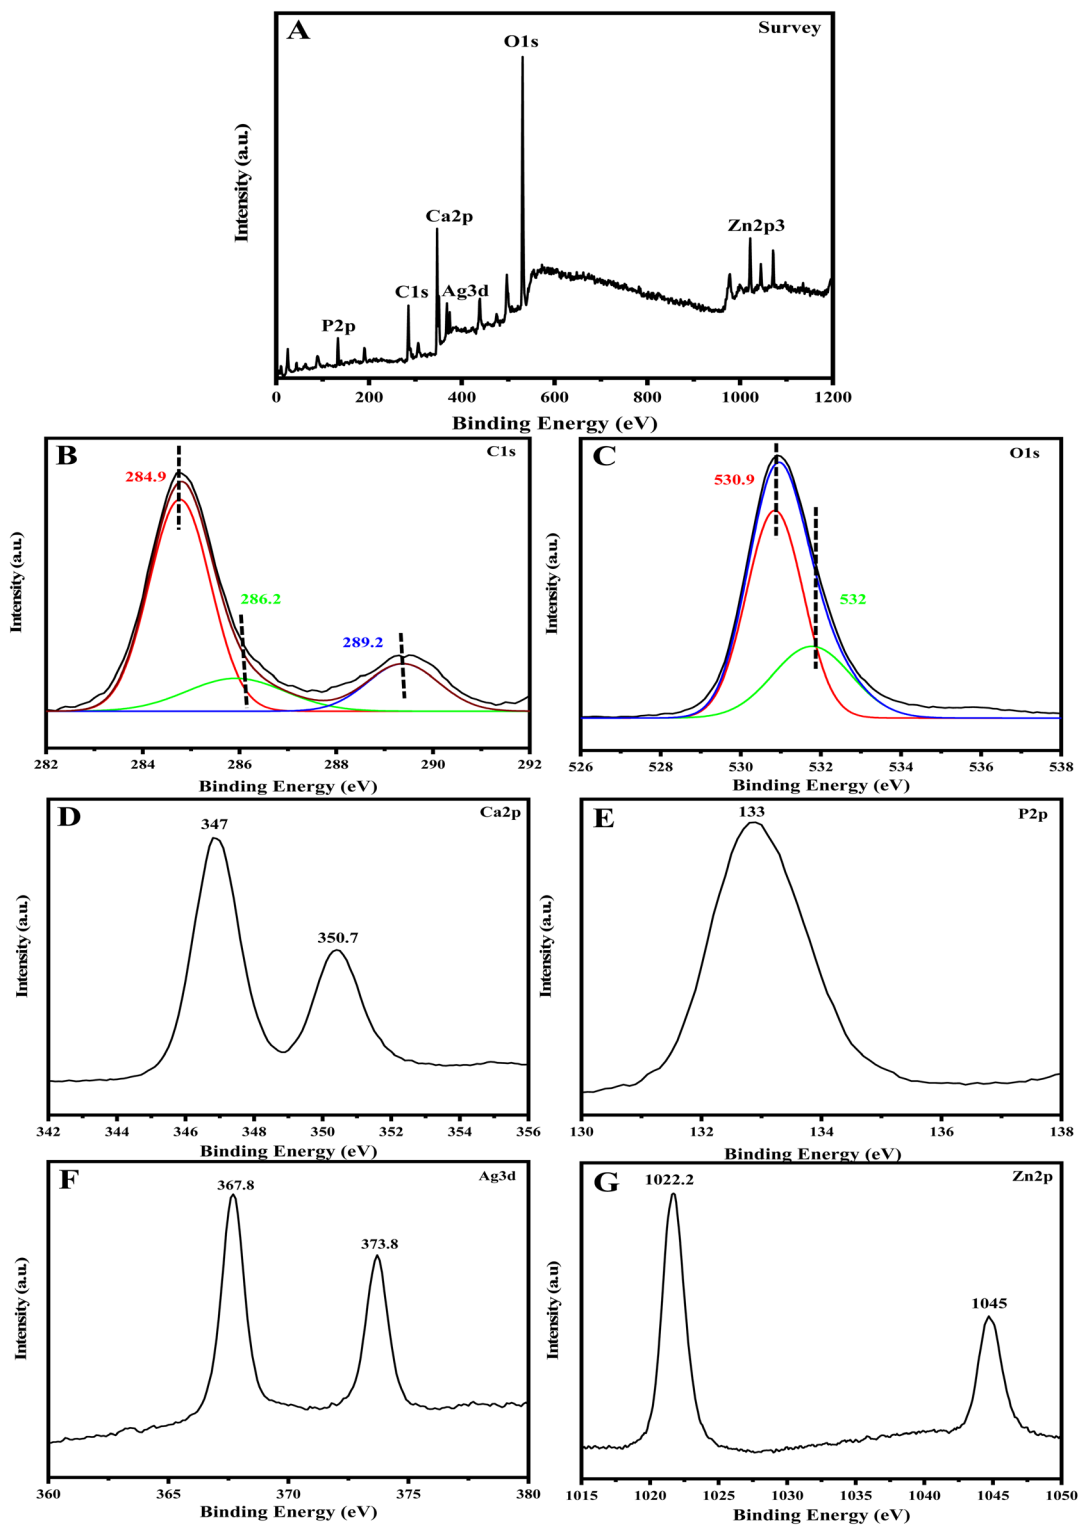 A
Survey
O1s
Ca2p
Zn2p3
C1s
Ag3d
P2p
Intensity (a.u.)
0 200 400 600 800 1000 1200
Binding Energy (eV)
B
C1s
284.9
286.2
289.2
Intensity (a.u.)
282 284 286 288 290 292
Binding Energy (eV)
C
O1s
530.9
532
Intensity (a.u.)
526 528 530 532 534 536 538
Binding Energy (eV)
D
Ca2p
347
350.7
Intensity (a.u.)
342 344 346 348 350 352 354 356
Binding Energy (eV)
E
P2p
133
Intensity (a.u.)
130 132 134 136 138
Binding Energy (eV)
F
Ag3d
367.8
373.8
Intensity (a.u.)
360 365 370 375 380
Binding Energy (eV)
G
Zn2p
1022.2
1045
Intensity (a.u)
1015 1020 1025 1030 1035 1040 1045 1050
Binding Energy (eV)